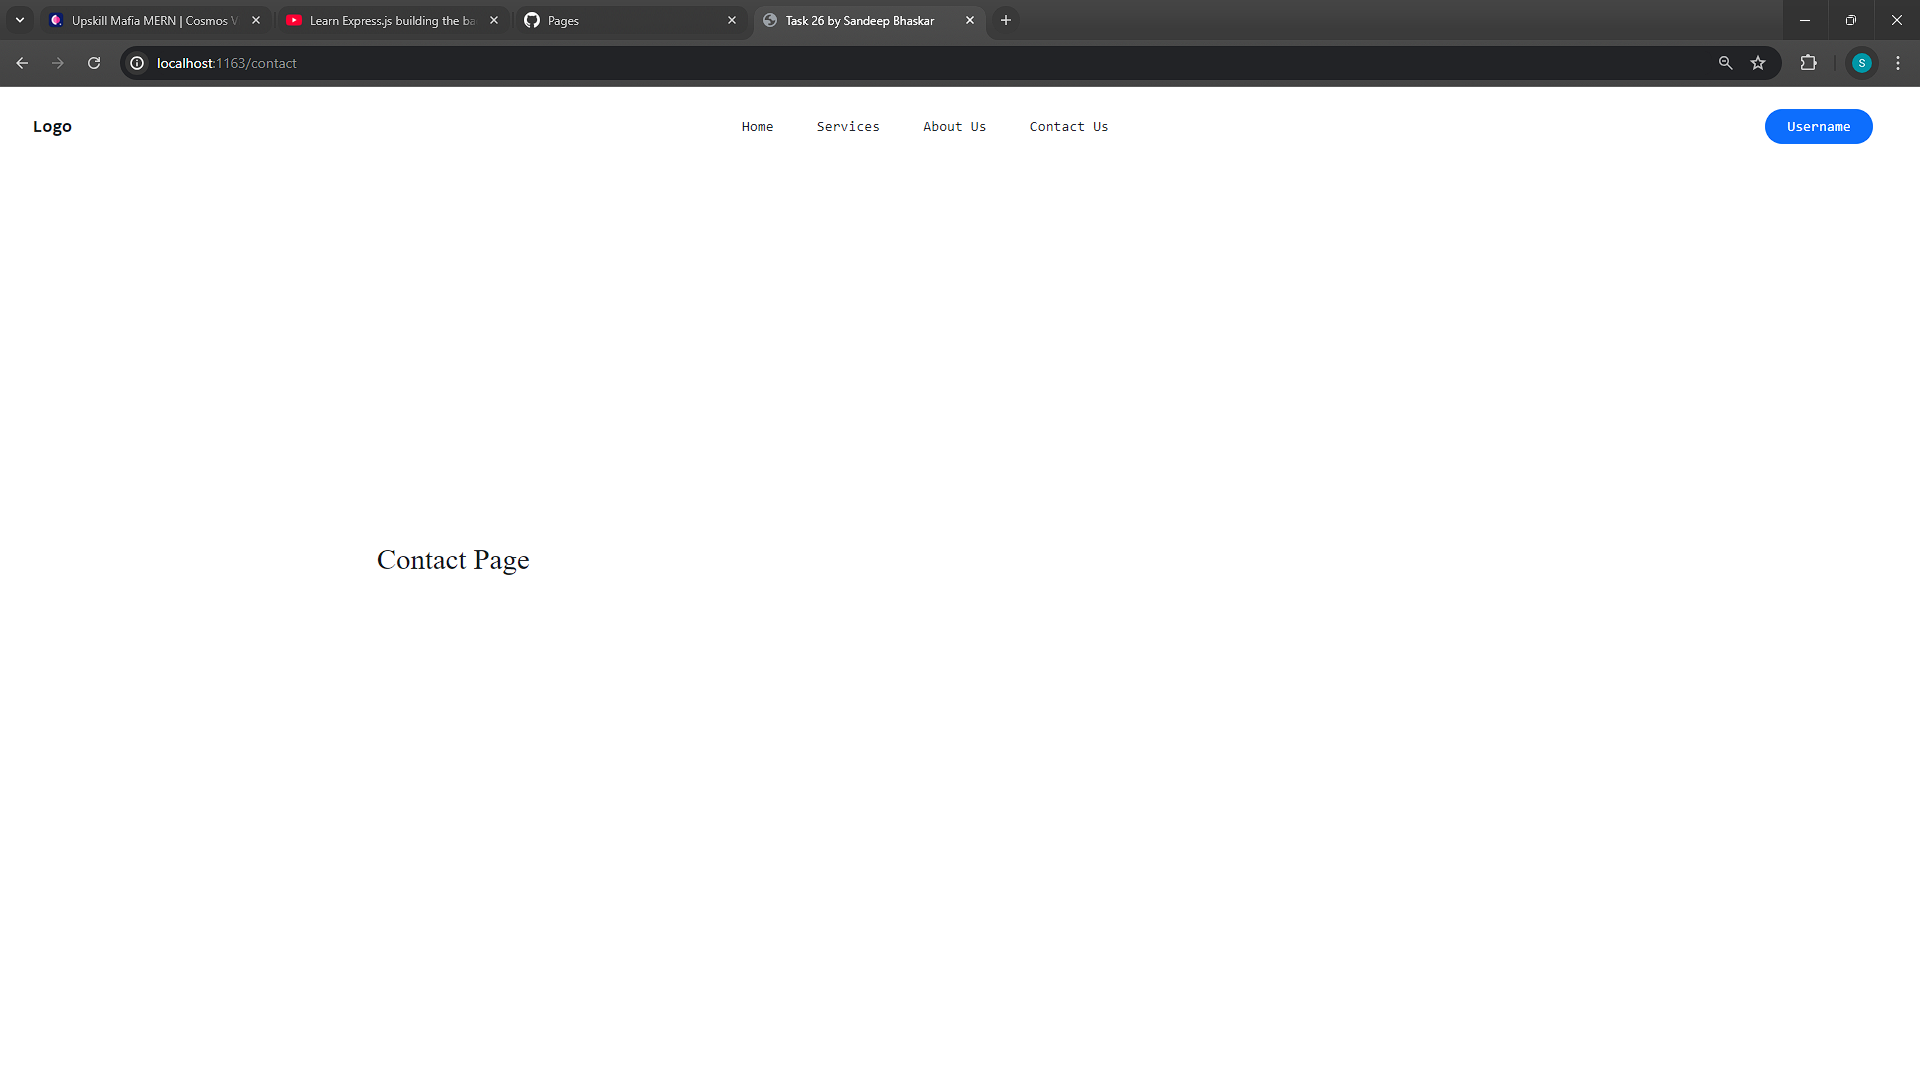 Upskill Mafia MERN | Cosmos
Learn Express.js building the
Pages
Task 26 by Sandeep Bhaskar
localhost:1163/contact
S
Logo
Home
Services
About Us
Contact Us
Username
Contact Page